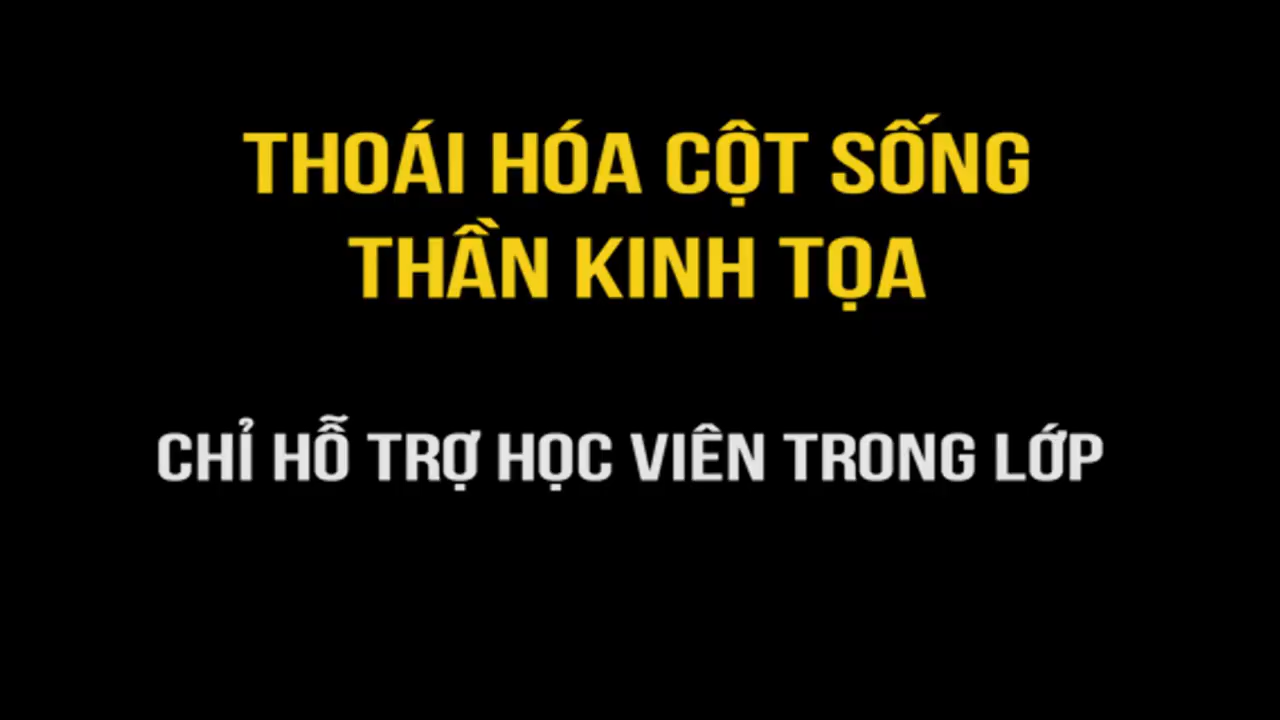 THOÁI HÓA CỘT SỐNG
THẦN KINH TỌA
CHỈ HỖ TRỢ HỌC VIÊN TRONG LỚP